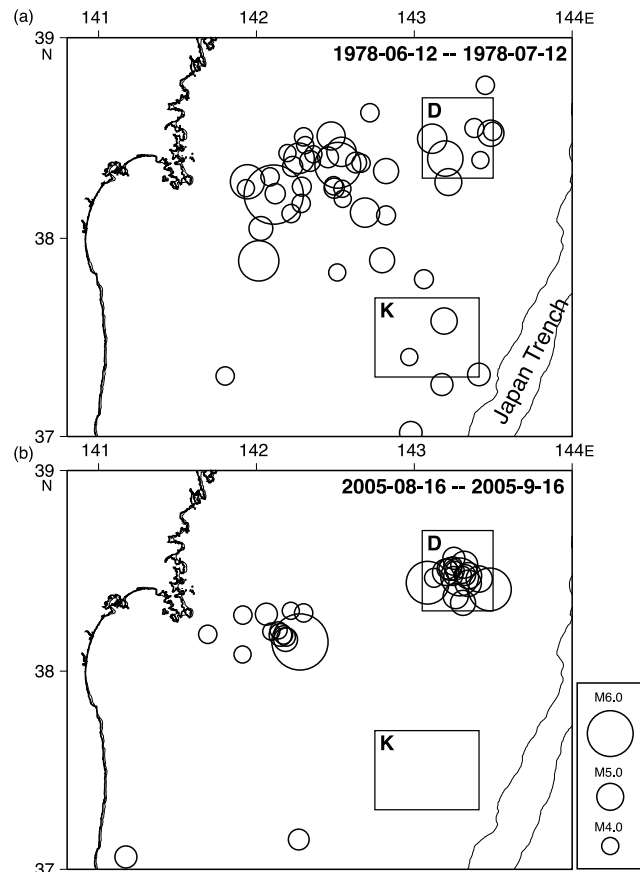 (a)
141 142 143 144E
39
N
1978-06-12 -- 1978-07-12
D
38
K
Japan Trench
37
(b)
141 142 143 144E
39
N
2005-08-16 -- 2005-9-16
D
38
K
37
M6.0
M5.0
M4.0